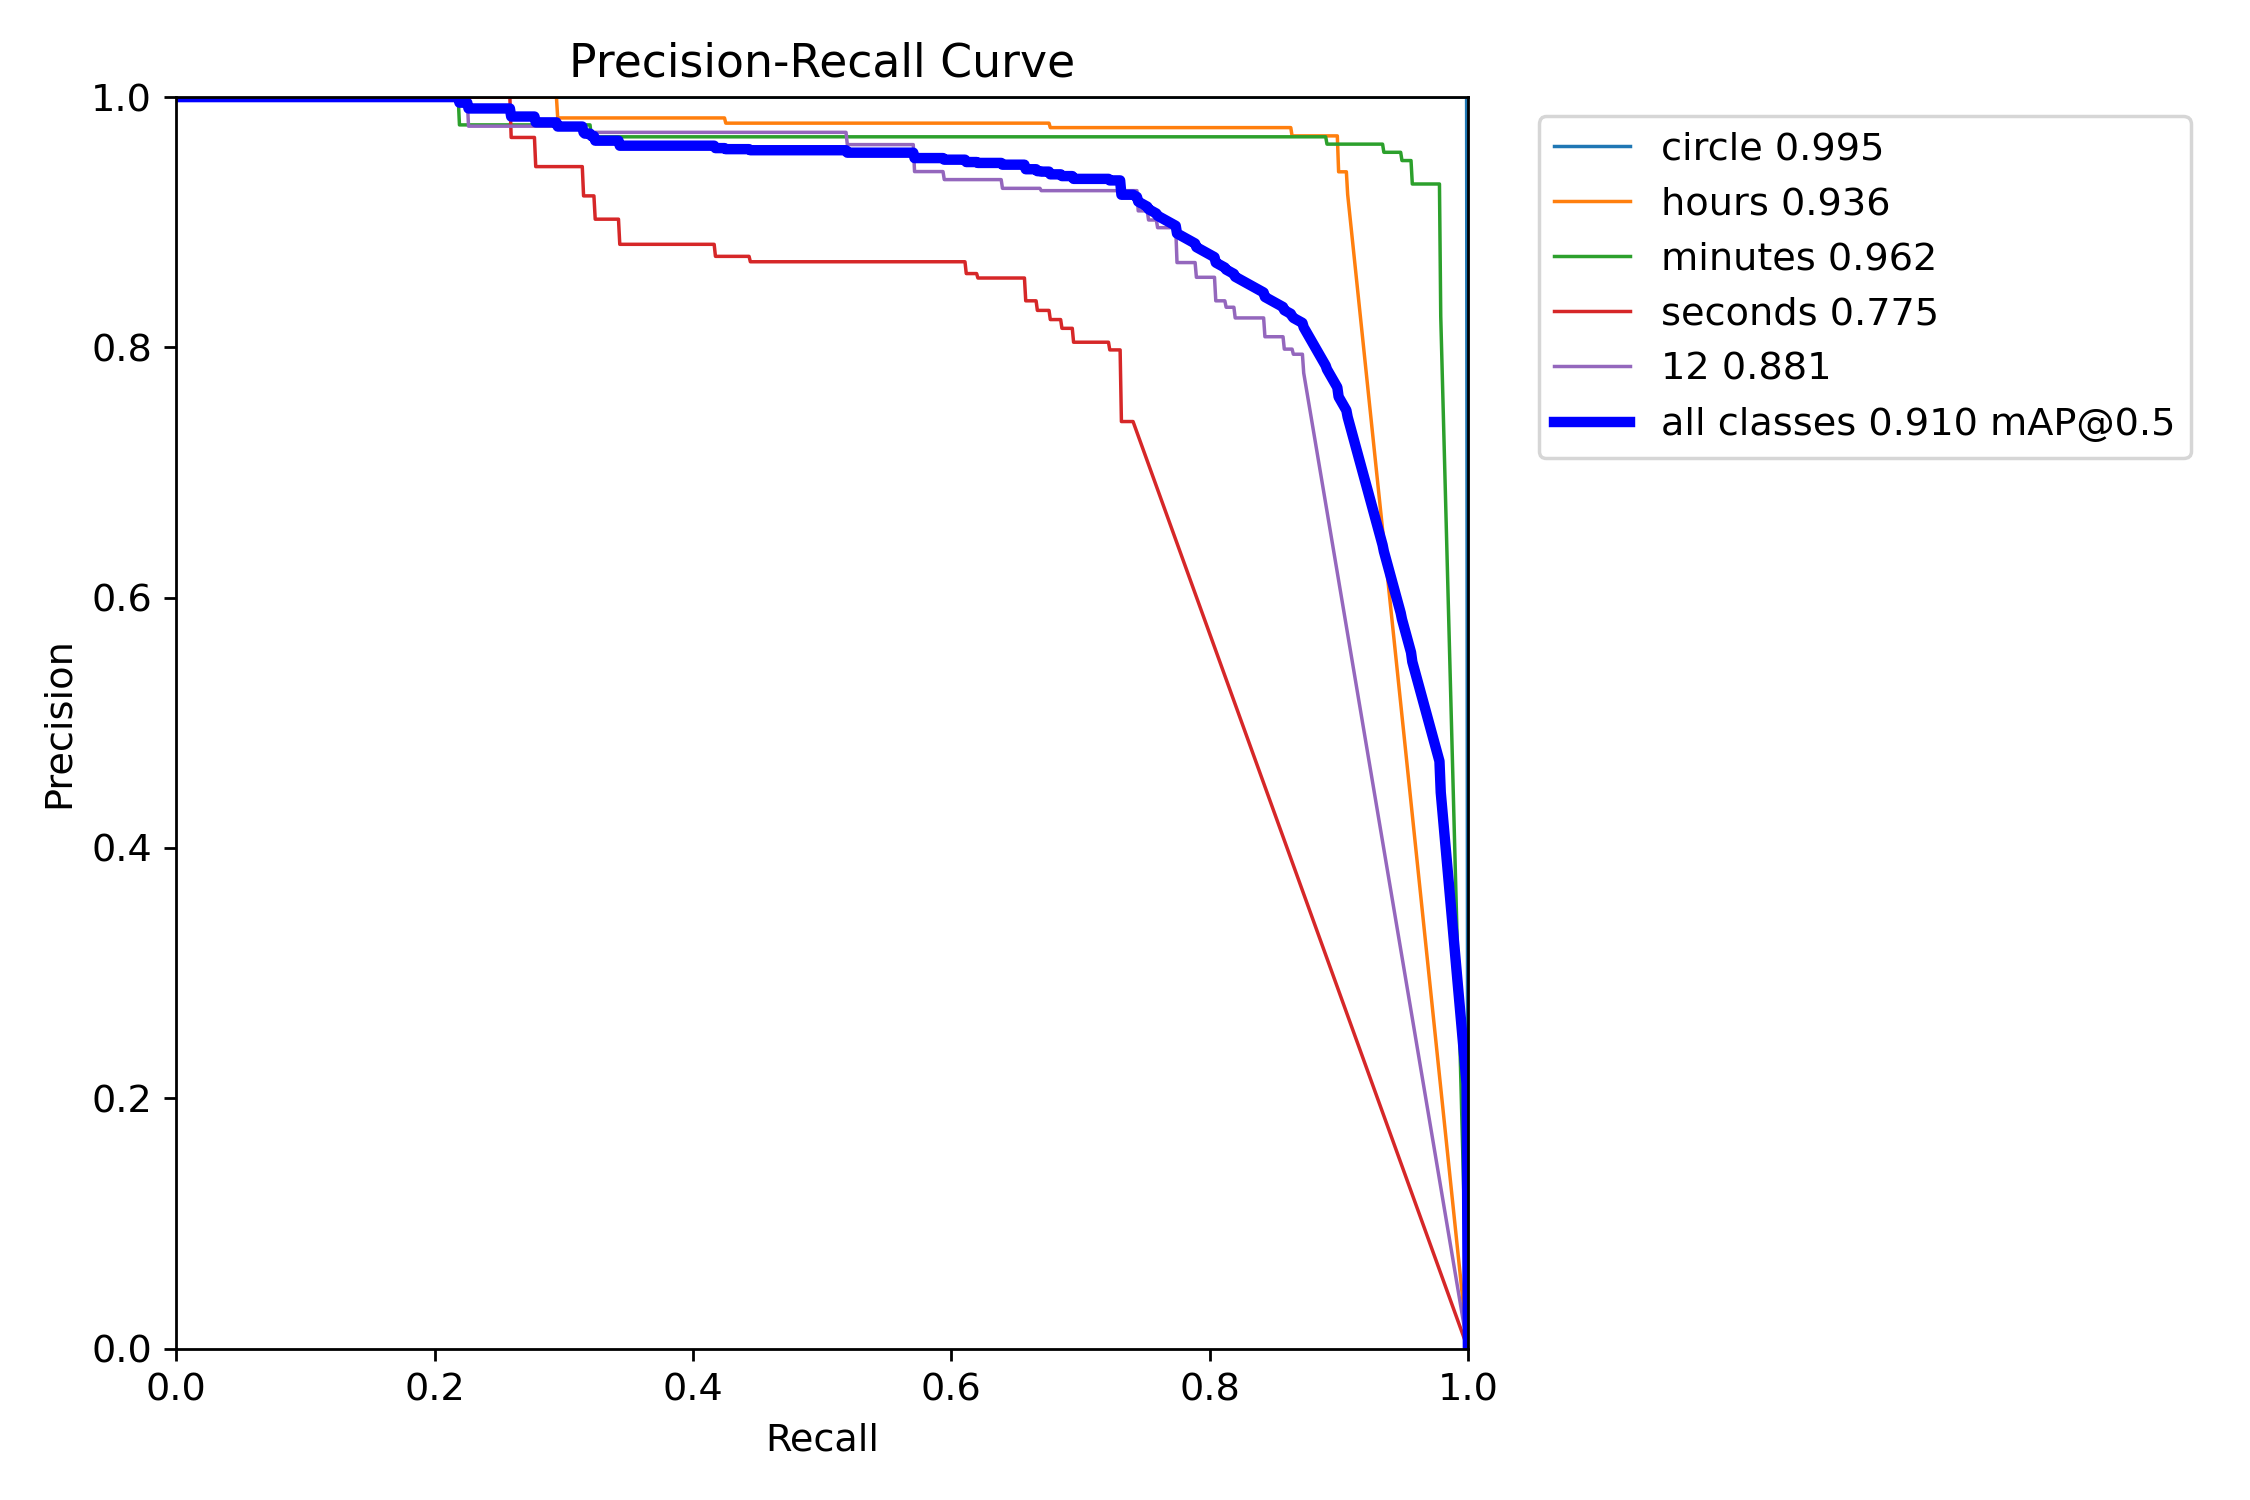 Precision-Recall Curve
1.0
0.8
0.6
0.4
0.2
0.0
Precision
0.0 0.2 0.4 0.6 0.8 1.0
Recall
circle 0.995
hours 0.936
minutes 0.962
seconds 0.775
12 0.881
all classes 0.910 mAP@0.5